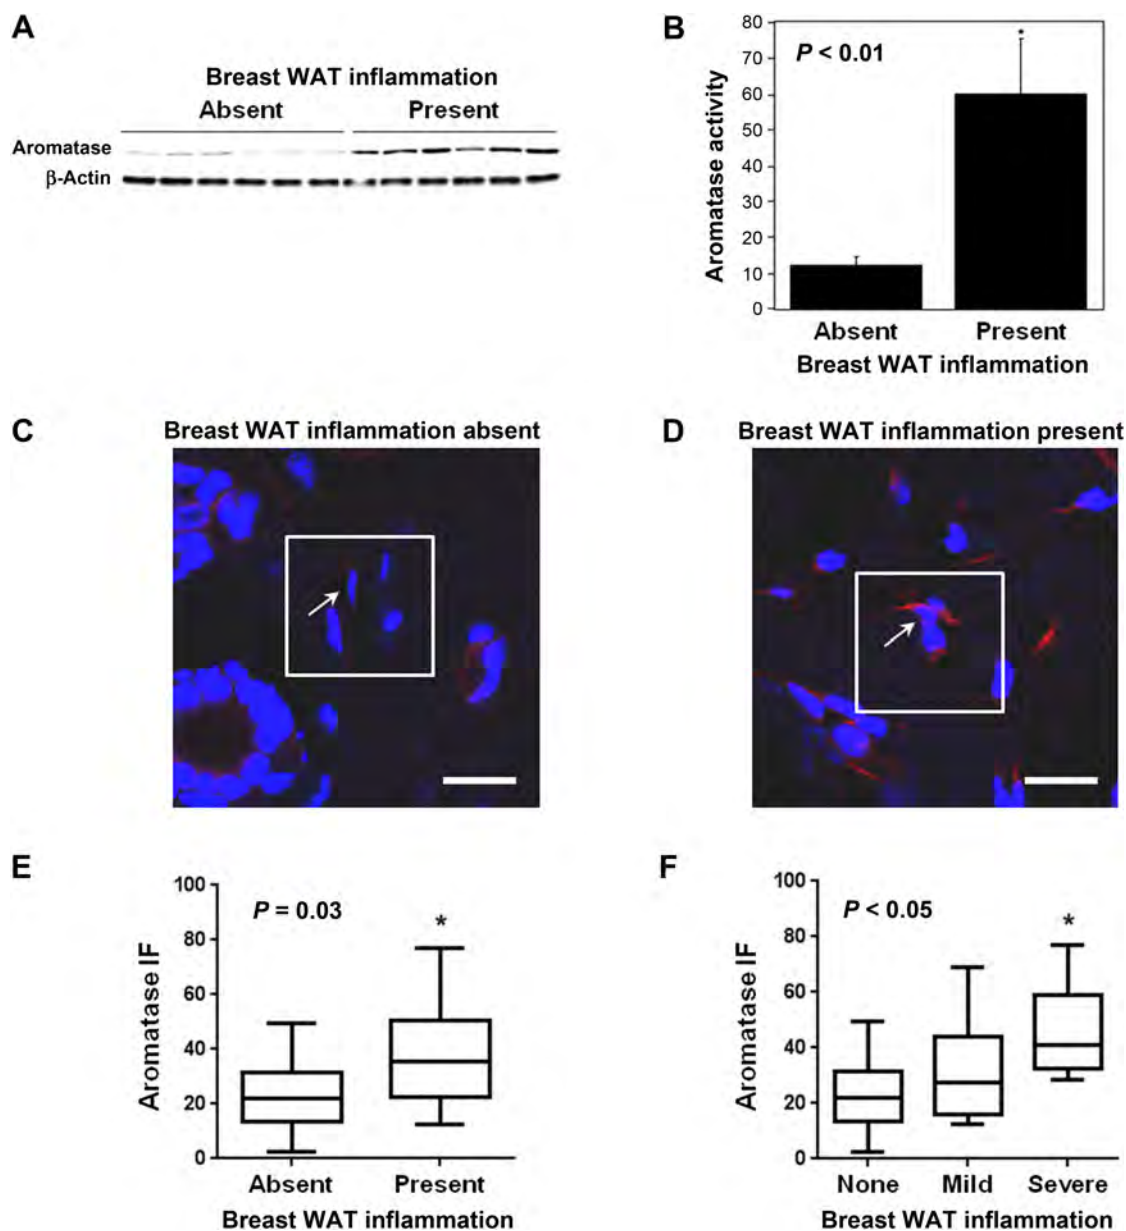 A
Breast WAT inflammation
Absent Present
Aromatase
β-Actin
B
80
70
60
50
40
30
20
10
0
P < 0.01
*
Aromatase activity
Absent Present
Breast WAT inflammation
C
Breast WAT inflammation absent
D
Breast WAT inflammation present
E
100
80
60
40
20
0
P = 0.03
*
Aromatase IF
Absent Present
Breast WAT inflammation
F
100
80
60
40
20
0
P < 0.05
*
Aromatase IF
None Mild Severe
Breast WAT inflammation